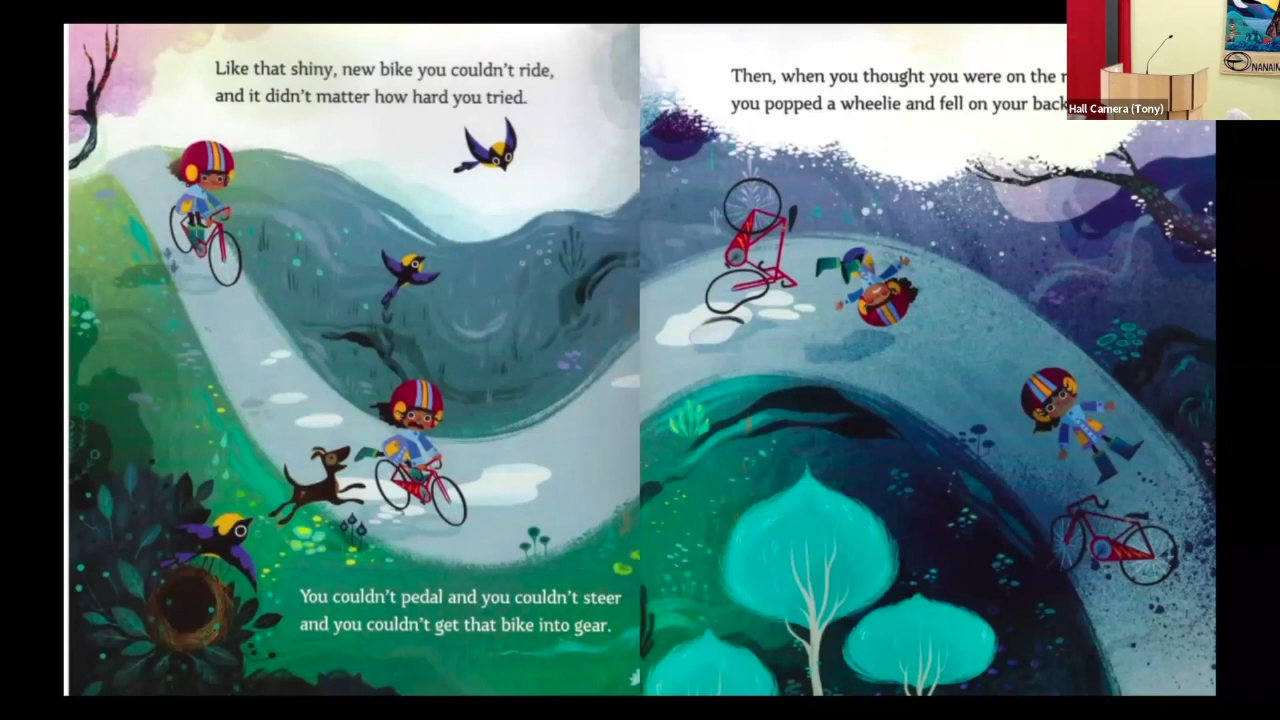 Like that shiny, new bike you couldn't ride,
and it didn't matter how hard you tried.
You couldn't pedal and you couldn't steer
and you couldn't get that bike into gear.
Then, when you thought you were on the
you popped a wheelie and fell on your back
Hall Camera (Tony)